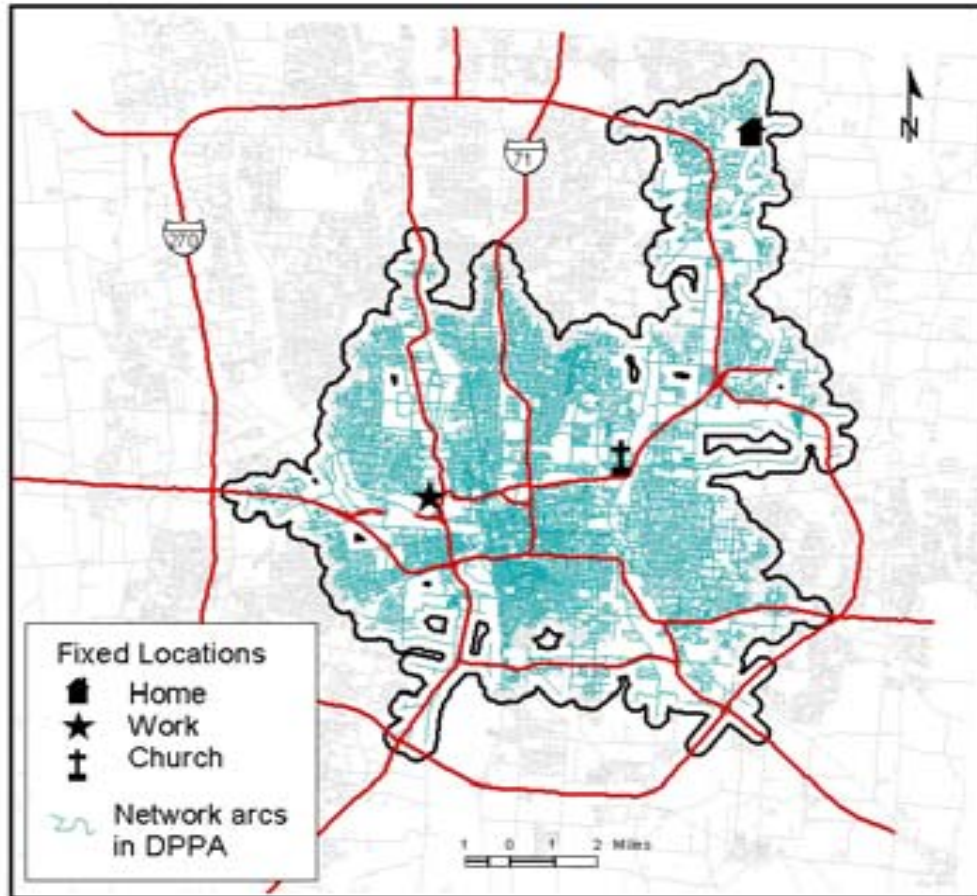 N
71
270
Fixed Locations
Home
Work
Church
Network arcs
in DPPA
1 0 1 2 Miles